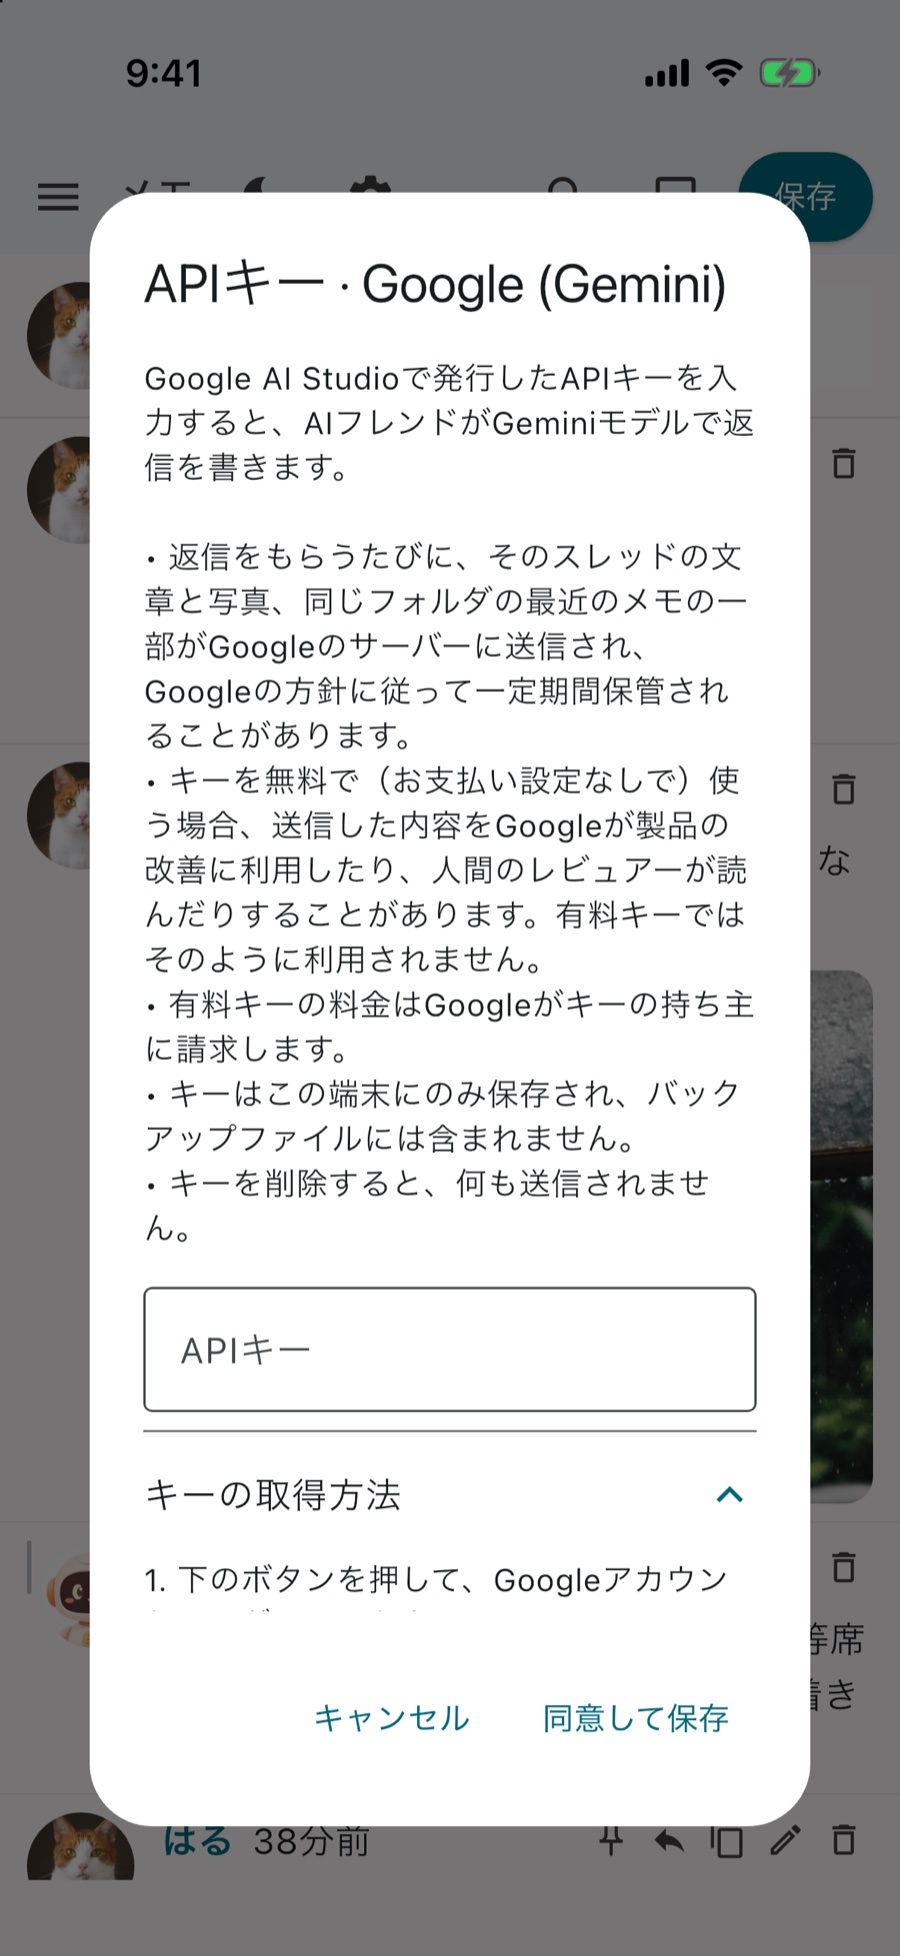 9:41
保存
APIキー · Google (Gemini)
Google AI Studioで発行したAPIキーを入
力すると、AIフレンドがGeminiモデルで返
信を書きます。
• 返信をもらうたびに、そのスレッドの文
章と写真、同じフォルダの最近のメモの一
部がGoogleのサーバーに送信され、
Googleの方針に従って一定期間保管され
ることがあります。
• キーを無料で（お支払い設定なしで）使
う場合、送信した内容をGoogleが製品の
改善に利用したり、人間のレビュアーが読
んだりすることがあります。有料キーでは
そのように利用されません。
• 有料キーの料金はGoogleがキーの持ち主
に請求します。
• キーはこの端末にのみ保存され、バック
アップファイルには含まれません。
• キーを削除すると、何も送信されませ
ん。
な
APIキー
キーの取得方法
1. 下のボタンを押して、Googleアカウン
等席
着き
キャンセル 同意して保存
はる 38分前